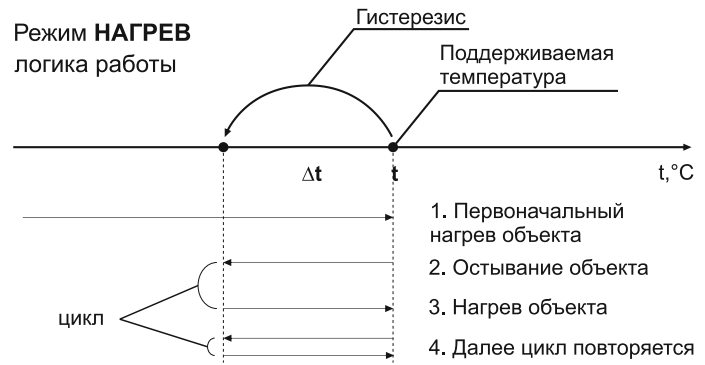 Режим НАГРЕВ
логика работы
Гистерезис
Поддерживаемая
температура
Δt
t
t,°C
1. Первоначальный
нагрев объекта
2. Остывание объекта
3. Нагрев объекта
цикл
4. Далее цикл повторяется